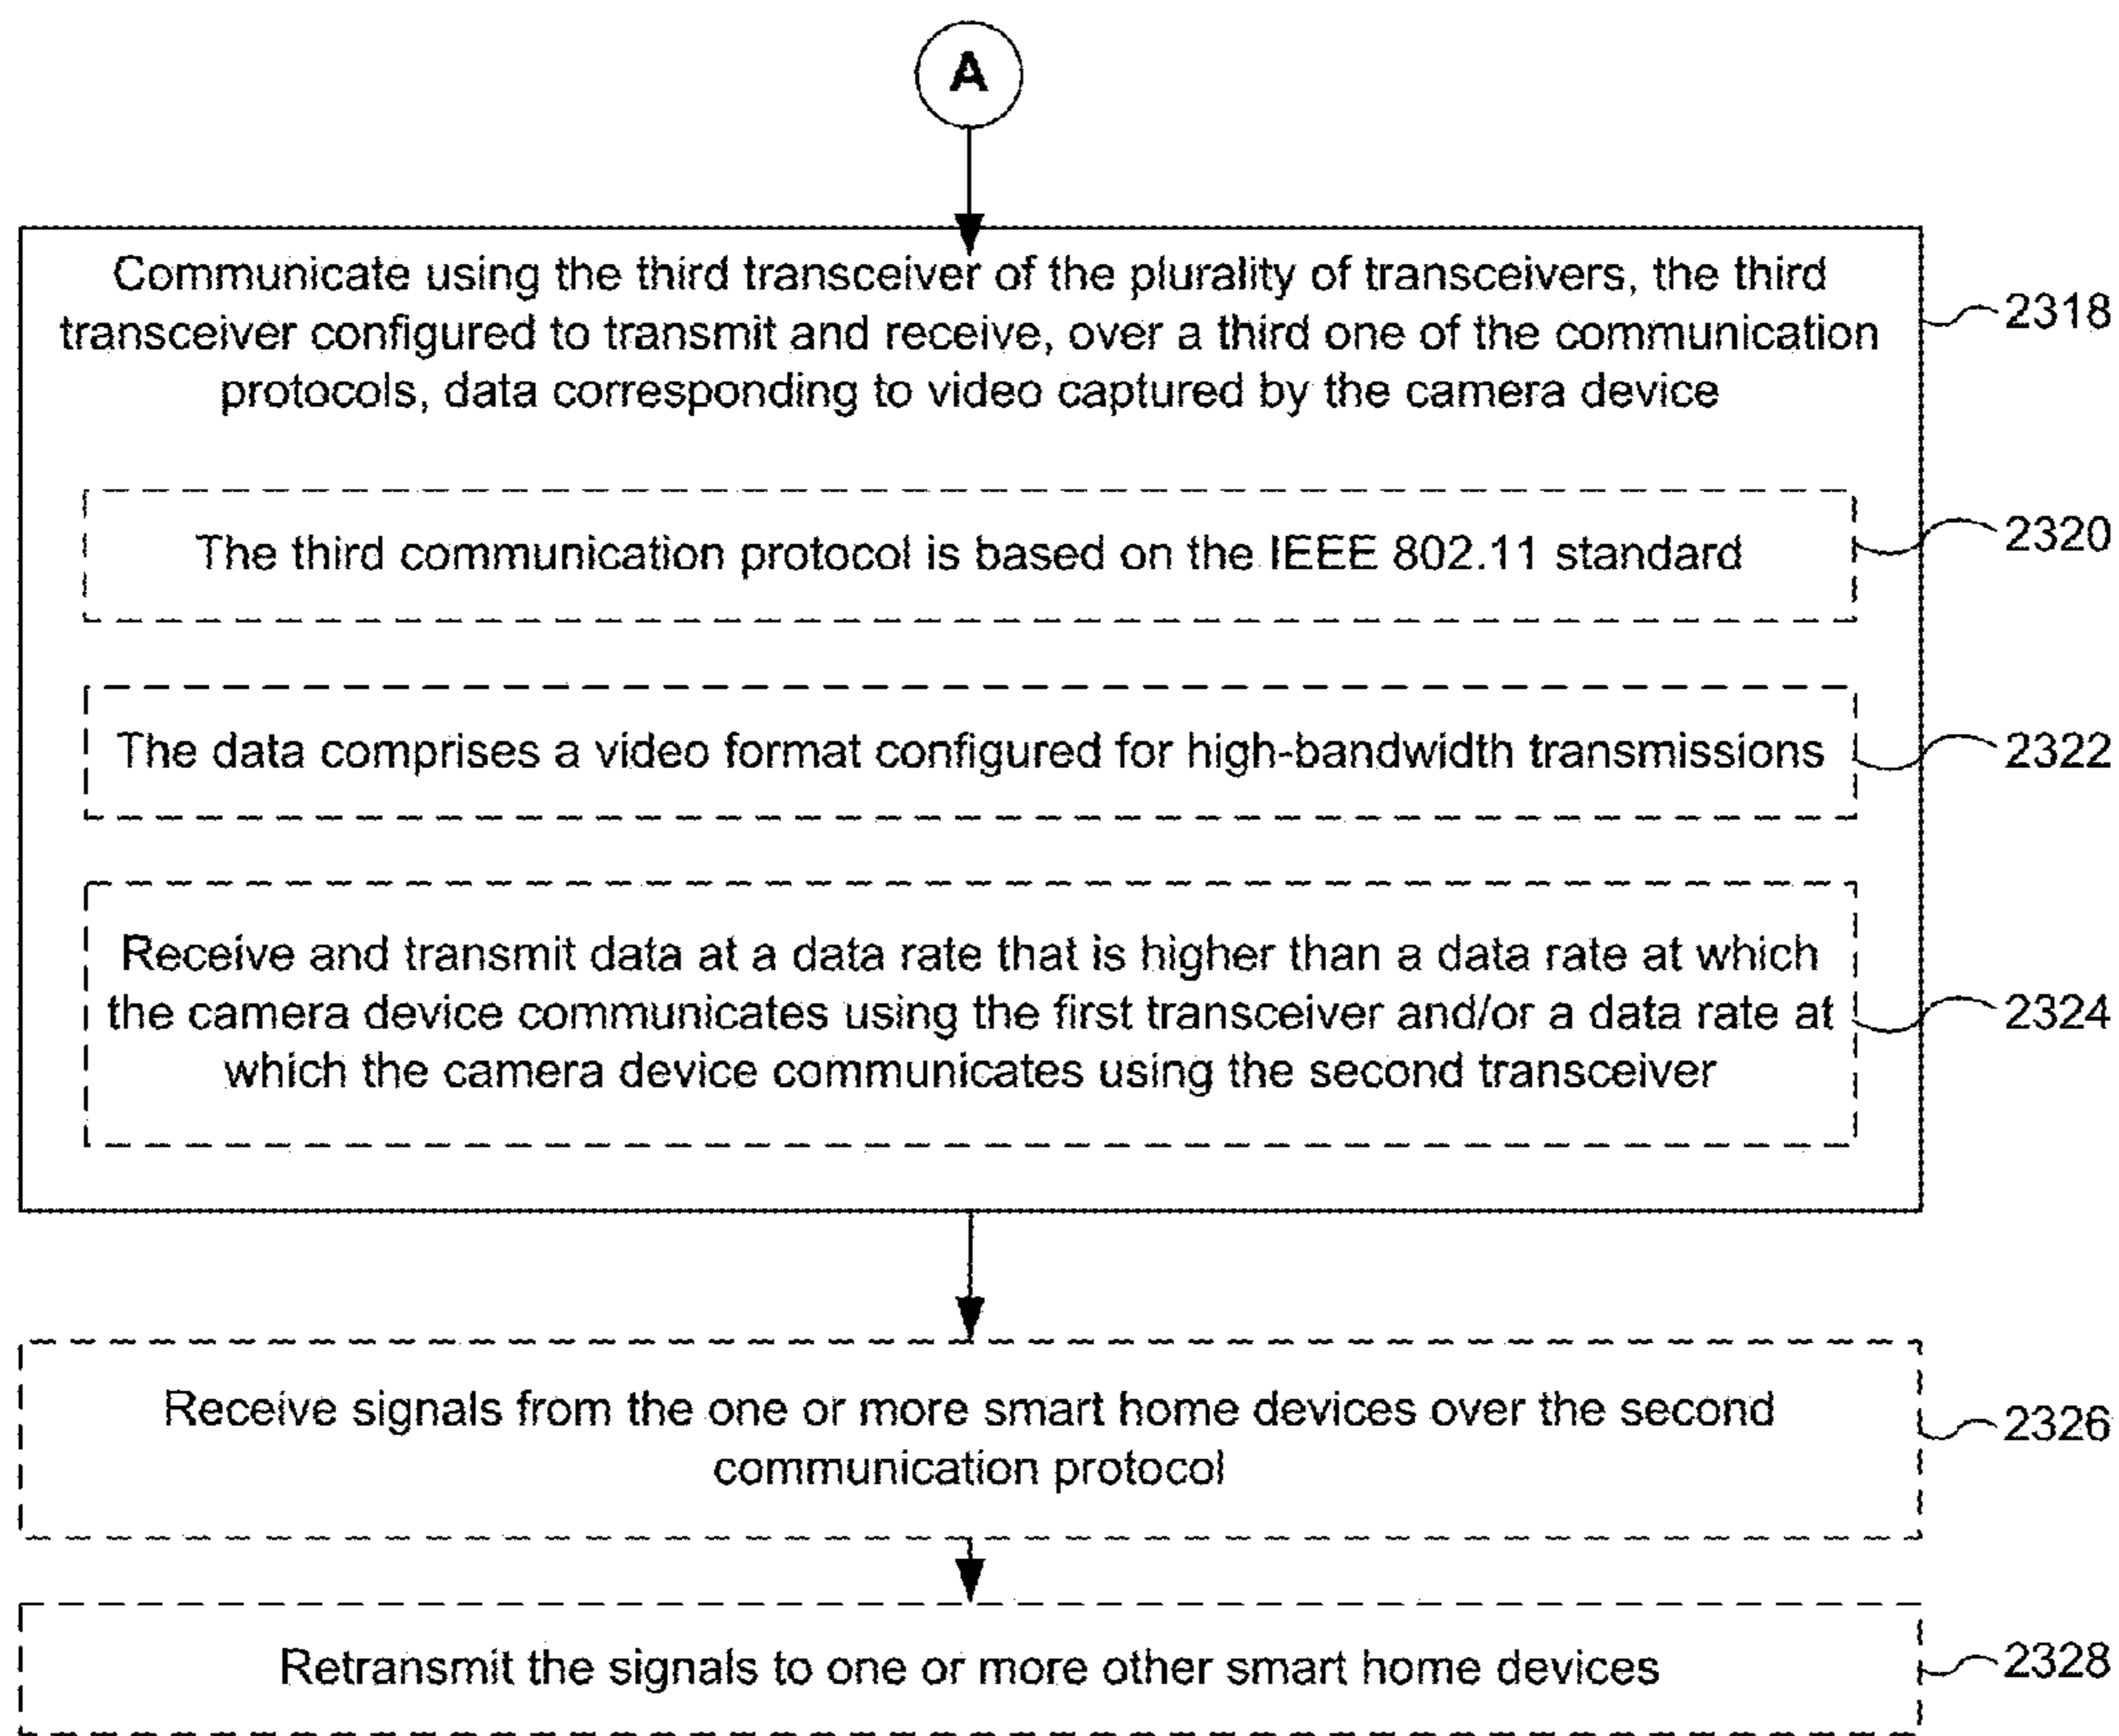 A
Communicate using the third transceiver of the plurality of transceivers, the third
transceiver configured to transmit and receive, over a third one of the communication
protocols, data corresponding to video captured by the camera device
2318
The third communication protocol is based on the IEEE 802.11 standard
2320
The data comprises a video format configured for high-bandwidth transmissions
2322
Receive and transmit data at a data rate that is higher than a data rate at which
the camera device communicates using the first transceiver and/or a data rate at
which the camera device communicates using the second transceiver
2324
Receive signals from the one or more smart home devices over the second
communication protocol
2326
Retransmit the signals to one or more other smart home devices
2328